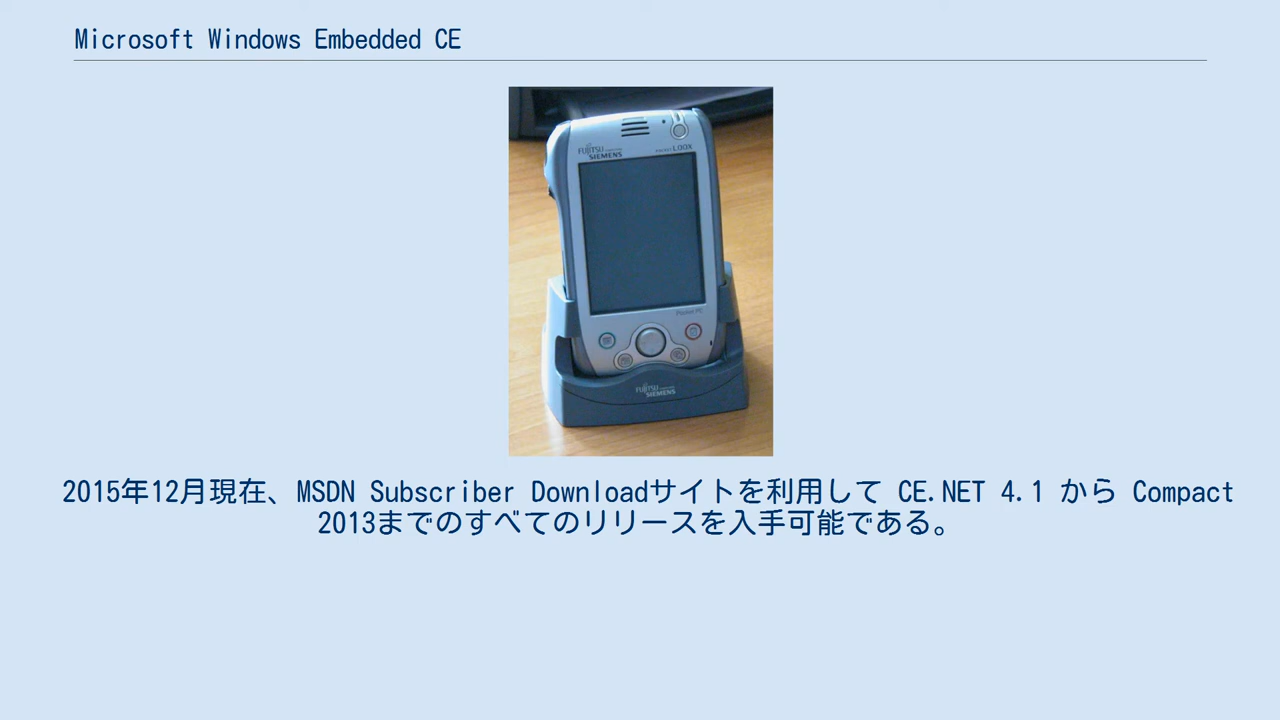 Microsoft Windows Embedded CE
FUJITSU
SIEMENS
POCKET LOOX
Pocket PC
FUJITSU
SIEMENS
2015年12月現在、MSDN Subscriber Downloadサイトを利用して CE.NET 4.1 から Compact
2013までのすべてのリリースを入手可能である。